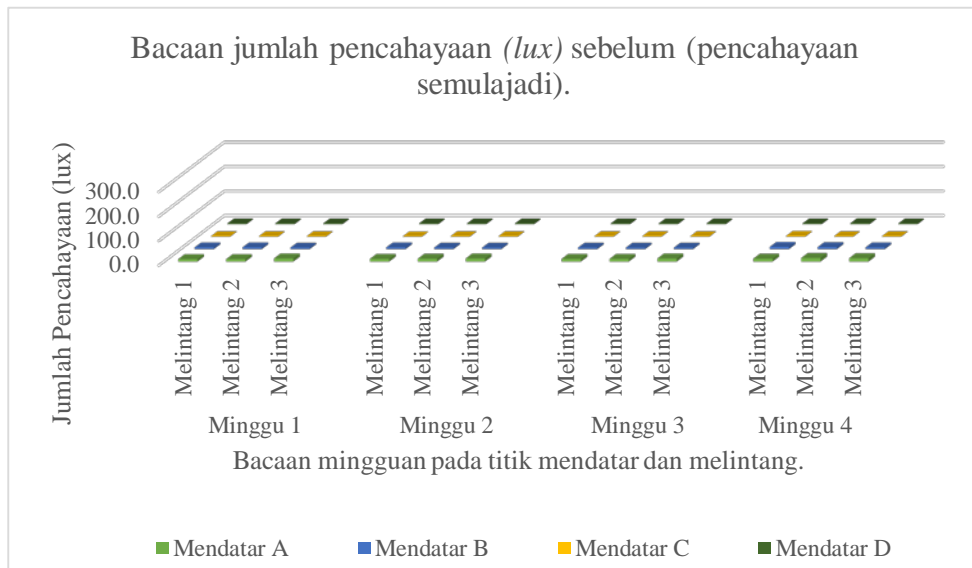 Bacaan jumlah pencahayaan (lux) sebelum (pencahayaan
semulajadi).
Jumlah Pencahayaan (lux)
300.0
200.0
100.0
0.0
Melintang 1
Melintang 2
Melintang 3
Melintang 1
Melintang 2
Melintang 3
Melintang 1
Melintang 2
Melintang 3
Melintang 1
Melintang 2
Melintang 3
Minggu 1
Minggu 2
Minggu 3
Minggu 4
Bacaan mingguan pada titik mendatar dan melintang.
Mendatar A
Mendatar B
Mendatar C
Mendatar D